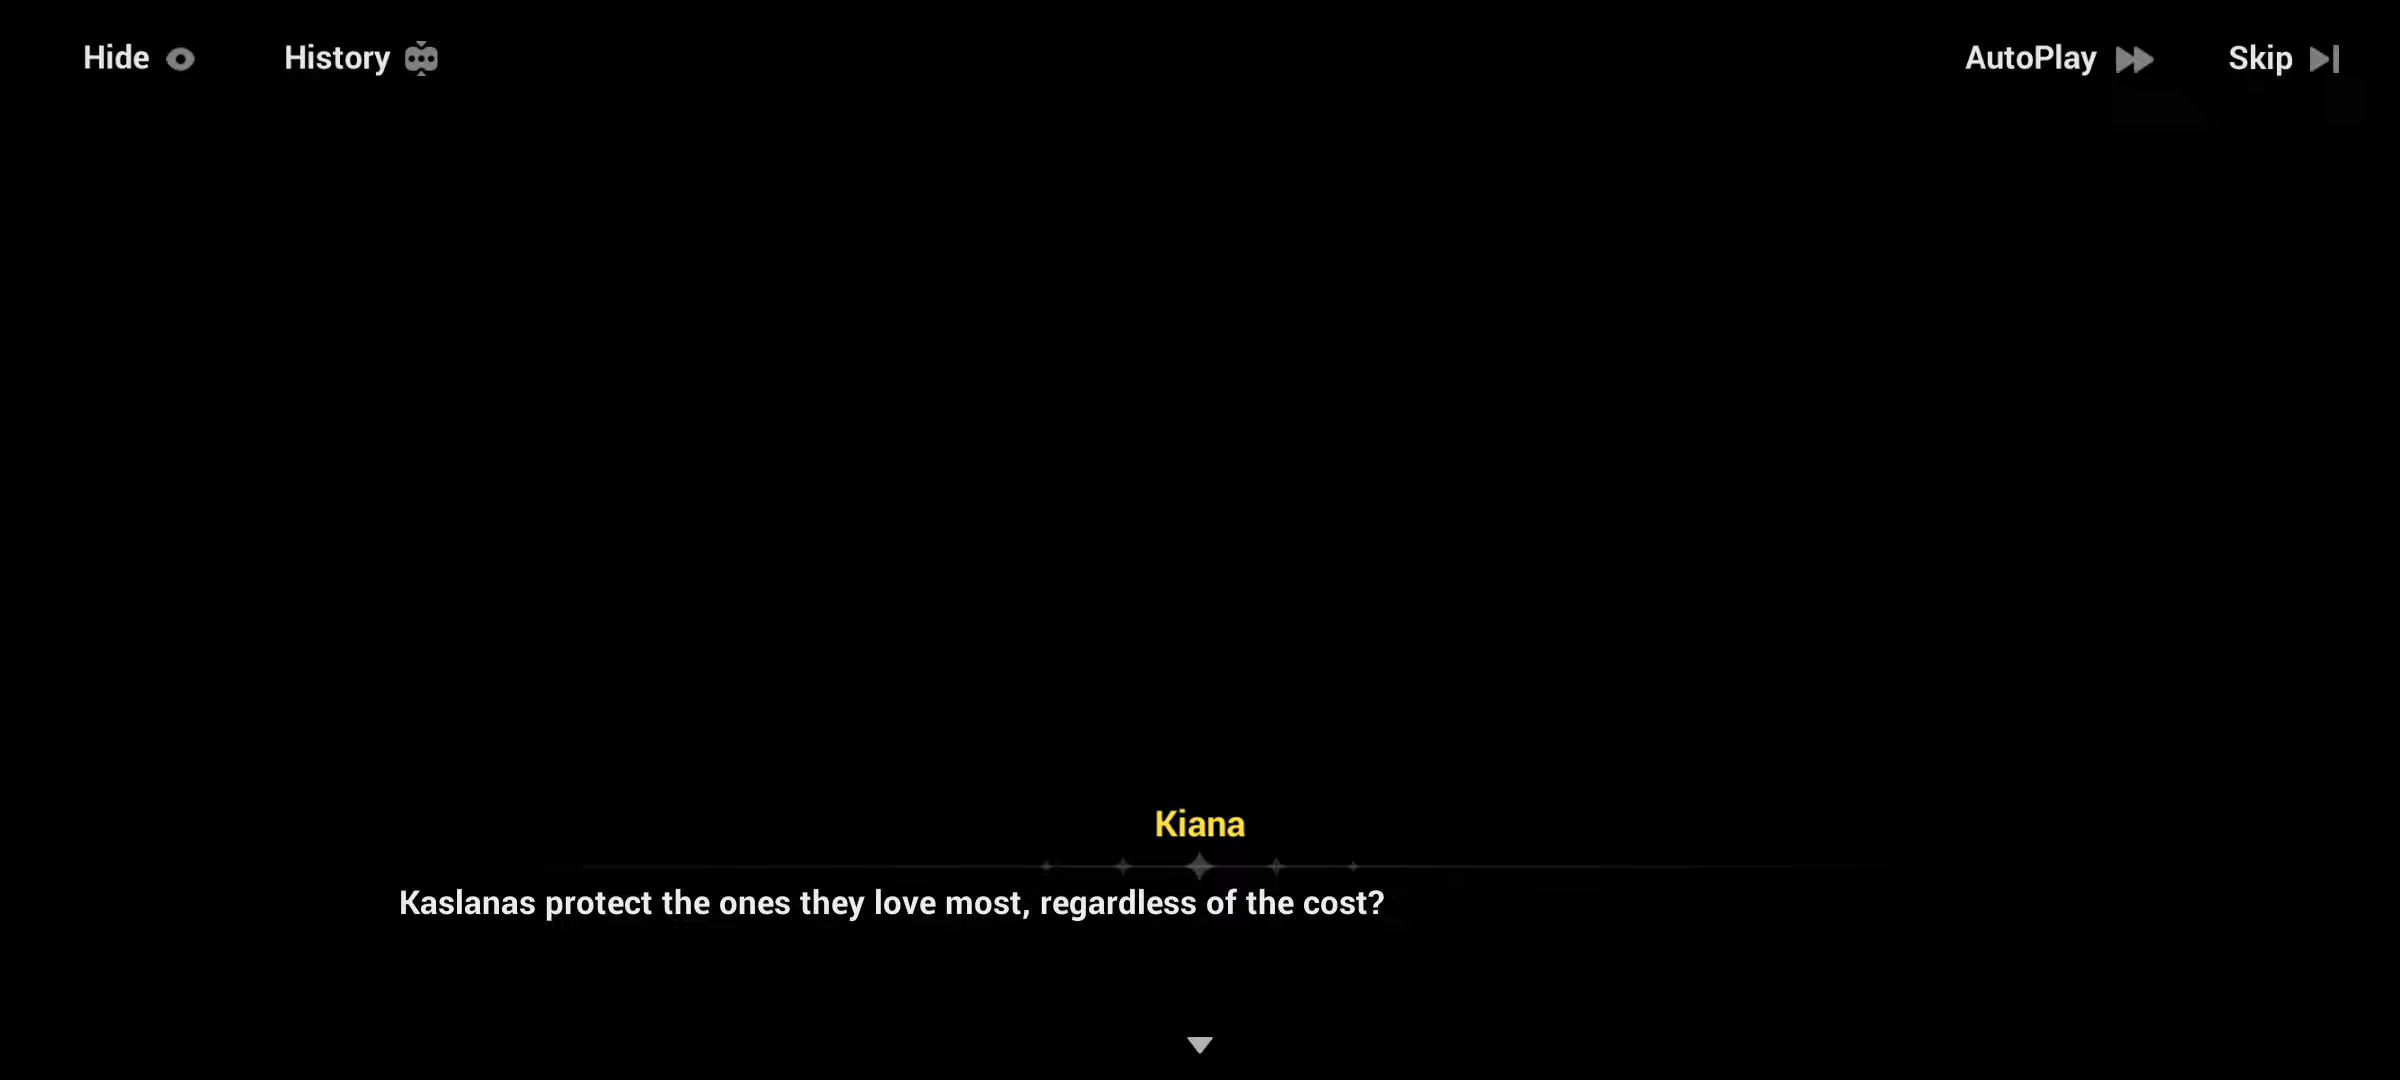 Hide
History
AutoPlay
Skip
Kiana
Kaslanas protect the ones they love most, regardless of the cost?